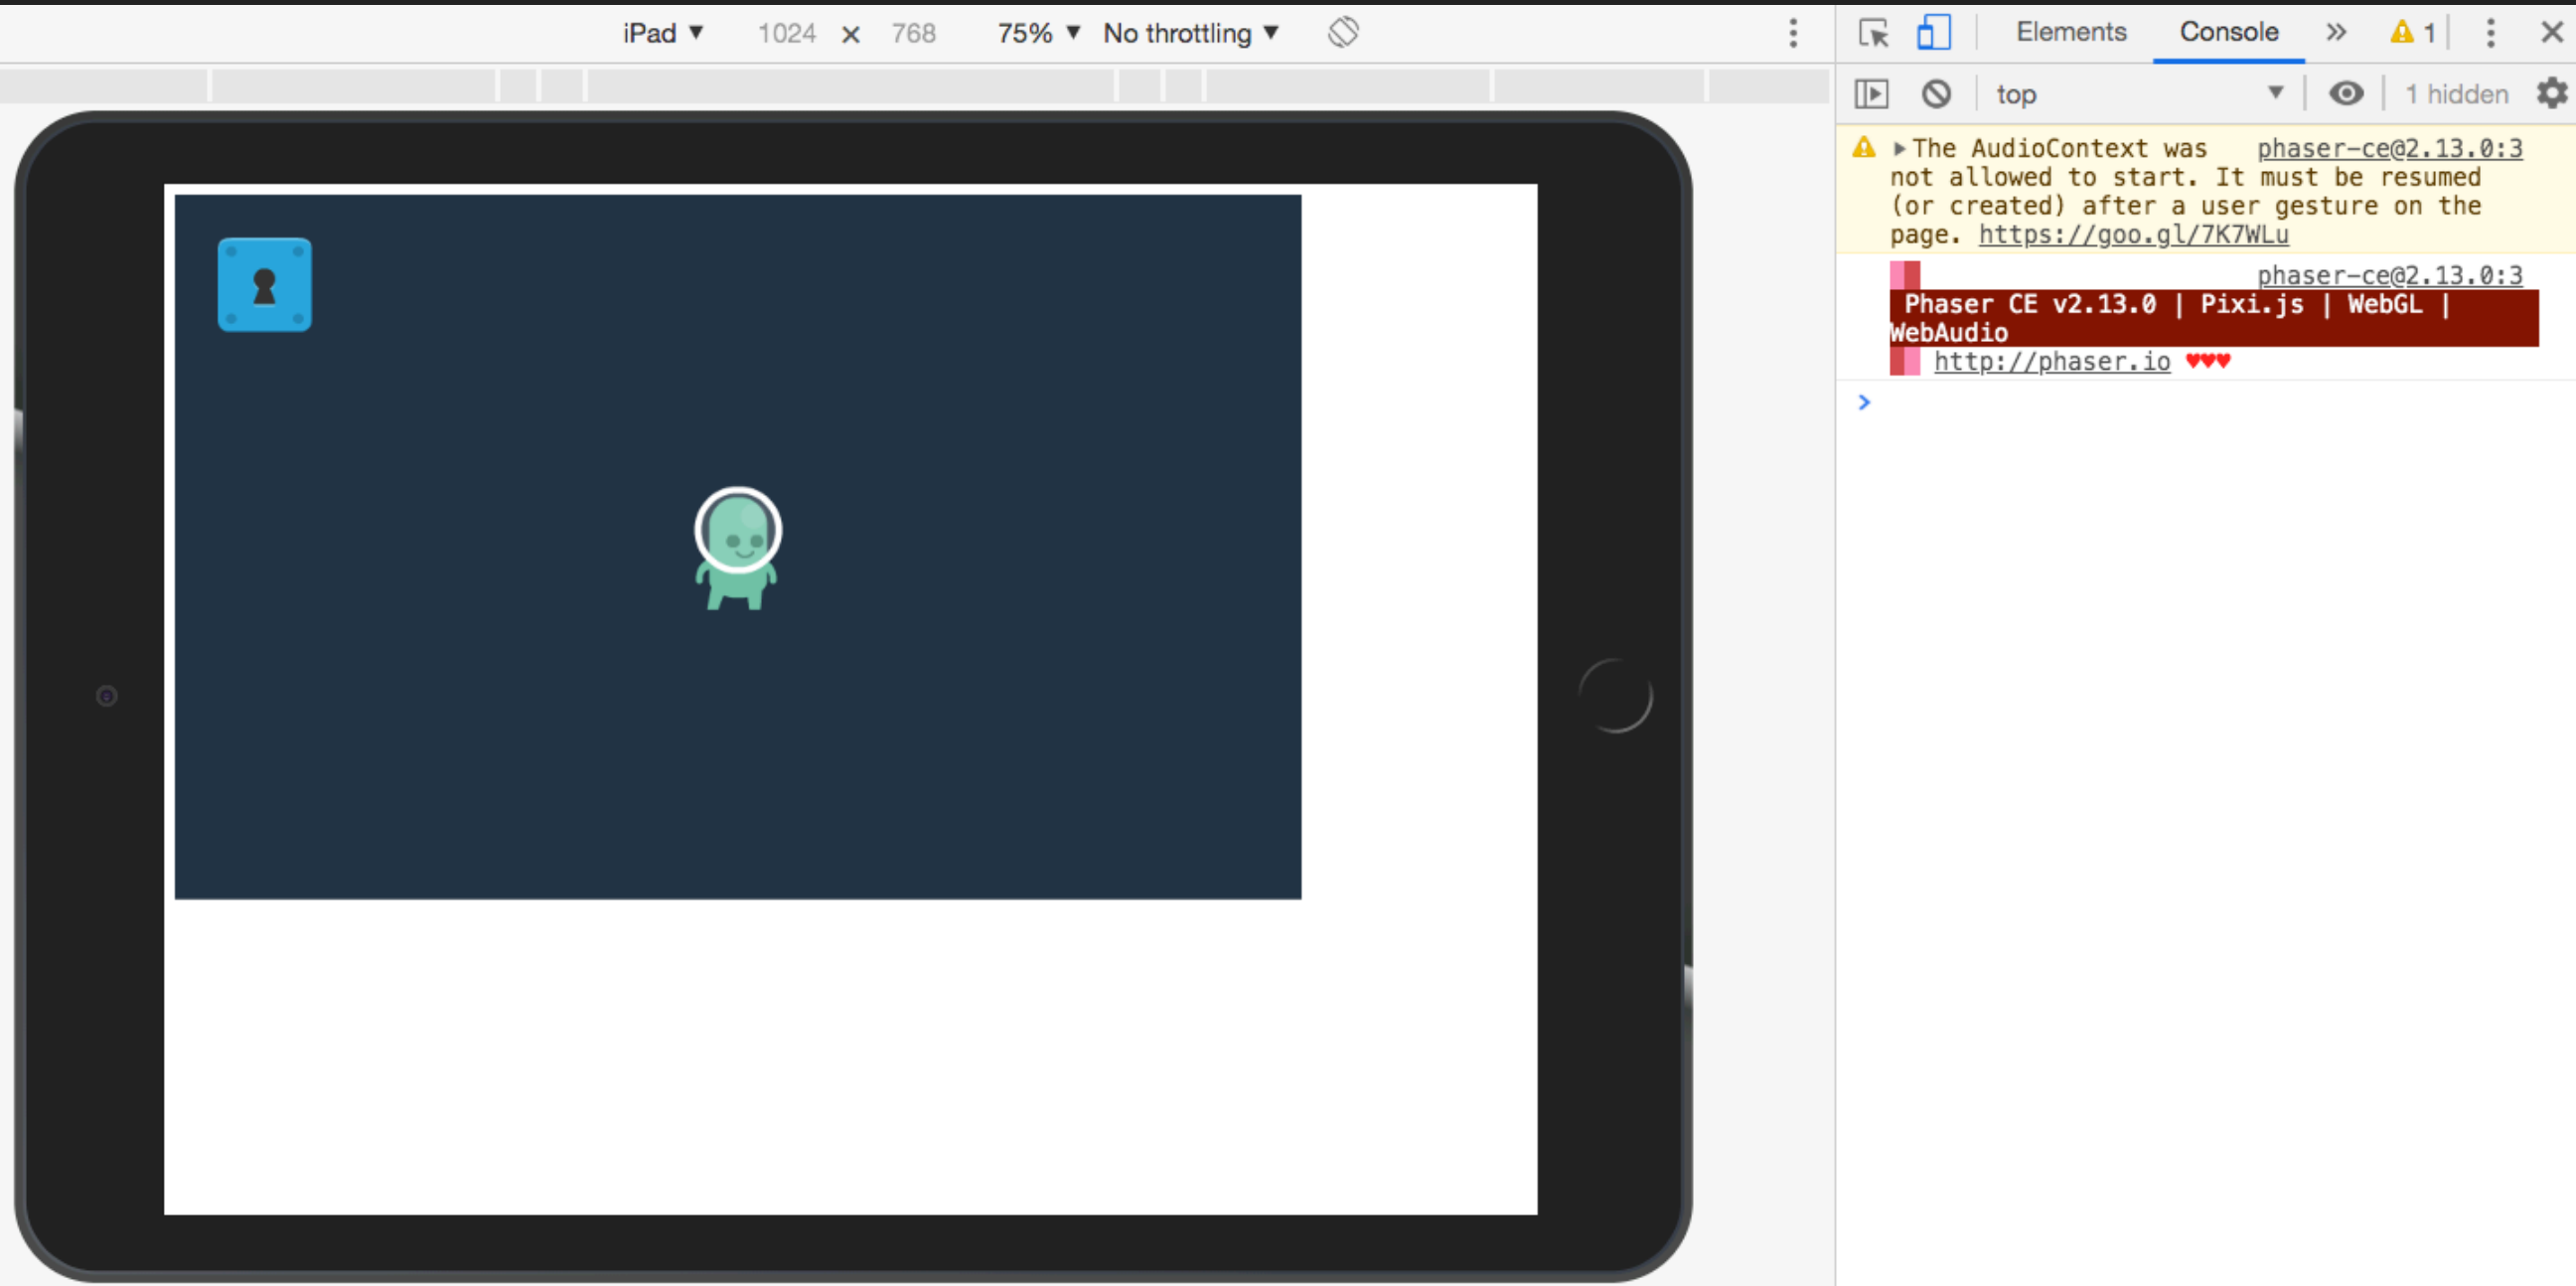 iPad ▼ 1024 × 768 75% ▼ No throttling ▼
Elements Console » 1
top ▼ 1 hidden
The AudioContext was phaser-ce@2.13.0:3
not allowed to start. It must be resumed
(or created) after a user gesture on the
page. https://goo.gl/7K7WLu
phaser-ce@2.13.0:3
Phaser CE v2.13.0 | Pixi.js | WebGL |
WebAudio
http://phaser.io ♥♥♥
>